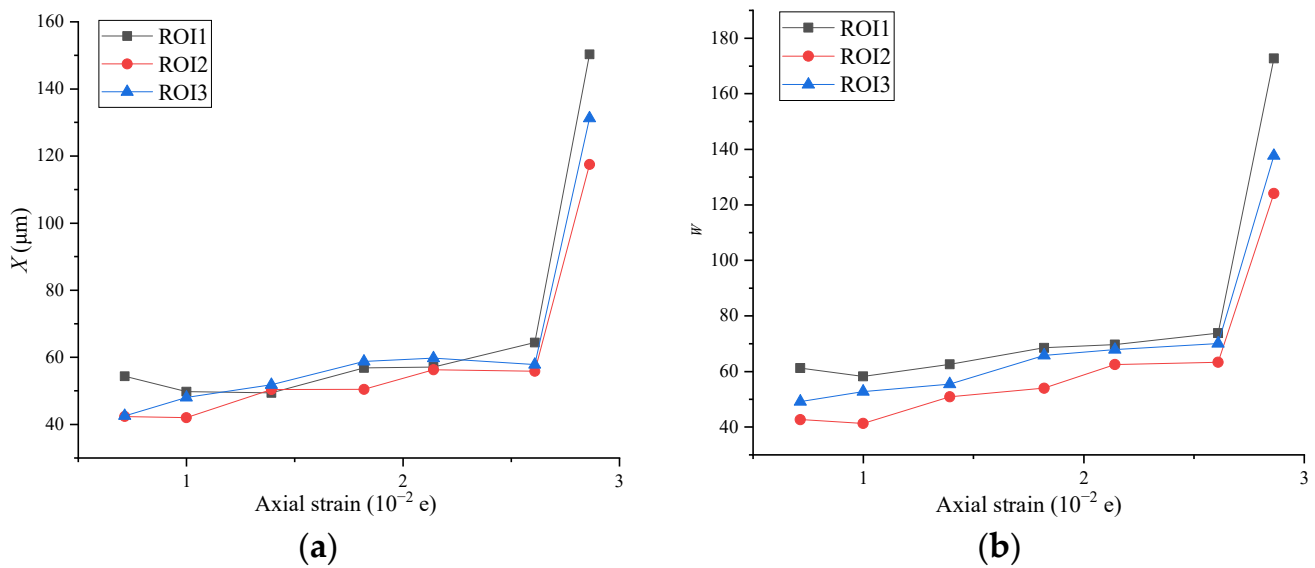 160
140
120
100
80
60
40
X (μm)
ROI1
ROI2
ROI3
1
2
3
Axial strain (10⁻² e)
(a)
180
160
140
120
100
80
60
40
w
ROI1
ROI2
ROI3
1
2
3
Axial strain (10⁻² e)
(b)